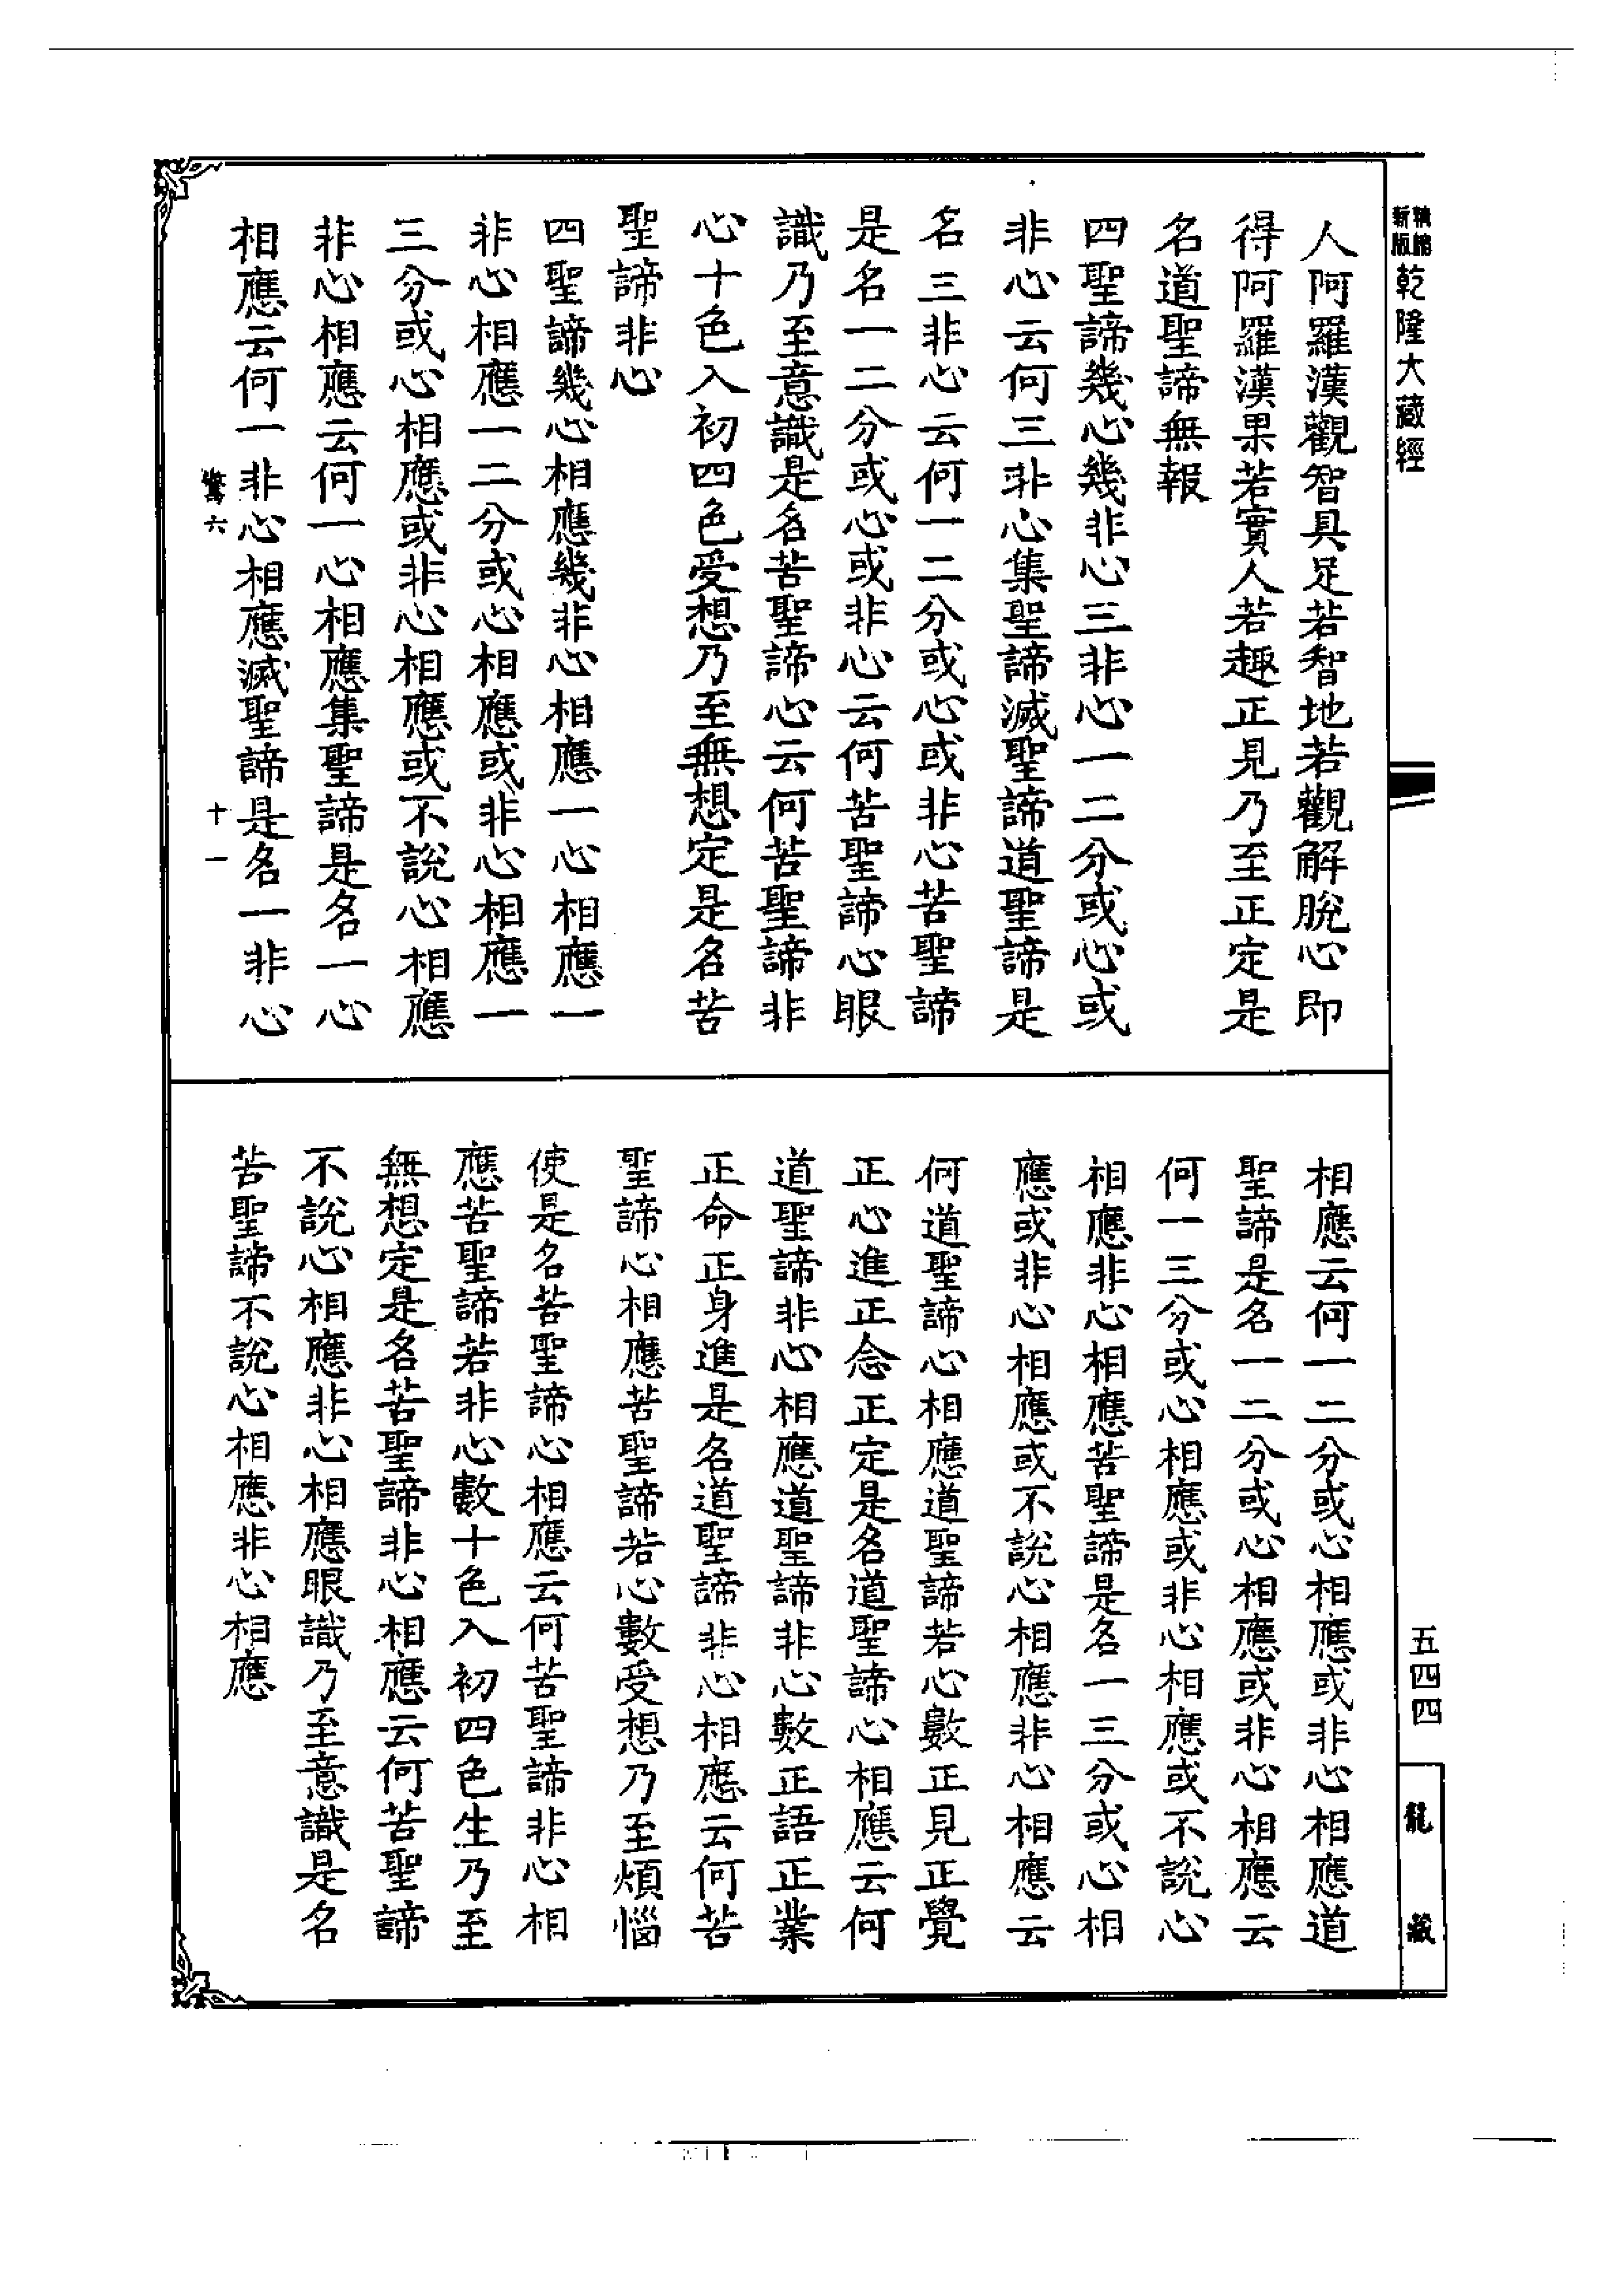 新版
乾隆大藏經
人阿羅漢觀智具足若智地若觀解脫心即
得阿羅漢果若實人若趣正見乃至正定是
名道聖諦無報
四聖諦幾心幾非心三非心一二分或心或
非心云何三非心集聖諦滅聖諦道聖諦是
名三非心云何一二分或心或非心苦聖諦
是名一二分或心或非心云何苦聖諦心眼
識乃至意識是名苦聖諦心云何苦聖諦非
心十色入初四色受想乃至無想定是名苦
聖諦非心
四聖諦幾心相應幾非心相應一心相應一
非心相應一二分或心相應或非心相應一
三分或心相應或非心相應或不說心相應
非心相應云何一心相應集聖諦是名一心
相應云何一非心相應滅聖諦是名一非心
六
十一
相應云何一二分或心相應或非心相應道
聖諦是名一二分或心相應或非心相應云
何一三分或心相應或非心相應或不說心
相應非心相應苦聖諦是名一三分或心相
應或非心相應或不說心相應非心相應云
何道聖諦心相應道聖諦若心數正見正覺
正心進正念正定是名道聖諦心相應云何
道聖諦非心相應道聖諦非心數正語正業
正命正身進是名道聖諦非心相應云何苦
聖諦心相應苦聖諦若心數受想乃至煩惱
使是名苦聖諦心相應云何苦聖諦非心相
應苦聖諦若非心數十色入初四色生乃至
無想定是名苦聖諦非心相應云何苦聖諦
不說心相應非心相應眼識乃至意識是名
苦聖諦不說心相應非心相應
五四四
龍藏